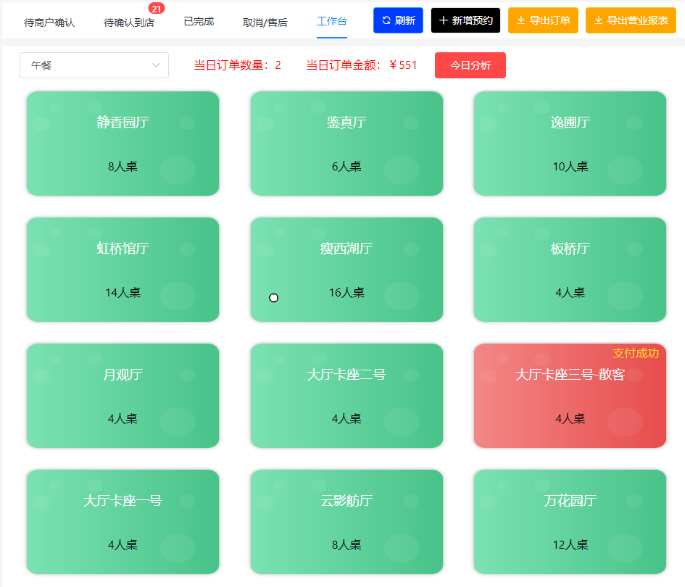 待商户确认 待确认到店 21 已完成 取消/售后 工作台 刷新 新增预约 导出订单 导出营业报表
午餐 当日订单数量：2 当日订单金额：￥551 今日分析
静香园厅 鉴真厅 逸圃厅
8人桌 6人桌 10人桌
虹桥馆厅 瘦西湖厅 板桥厅
14人桌 16人桌 4人桌
支付成功
月观厅 大厅卡座二号 大厅卡座三号-散客
4人桌 4人桌 4人桌
大厅卡座一号 云影舫厅 万花园厅
4人桌 8人桌 12人桌